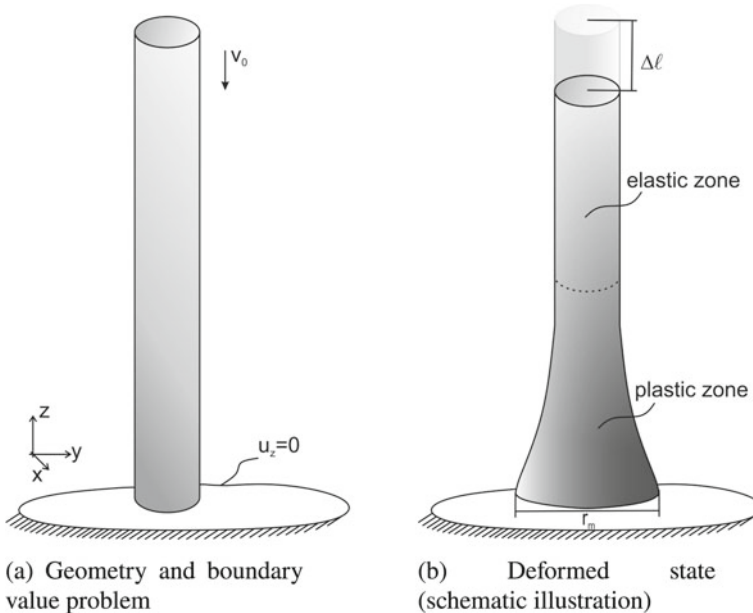 v₀
z
y
x
u_z=0
(a) Geometry and boundary
value problem
Δℓ
elastic zone
plastic zone
r_m
(b) Deformed state
(schematic illustration)